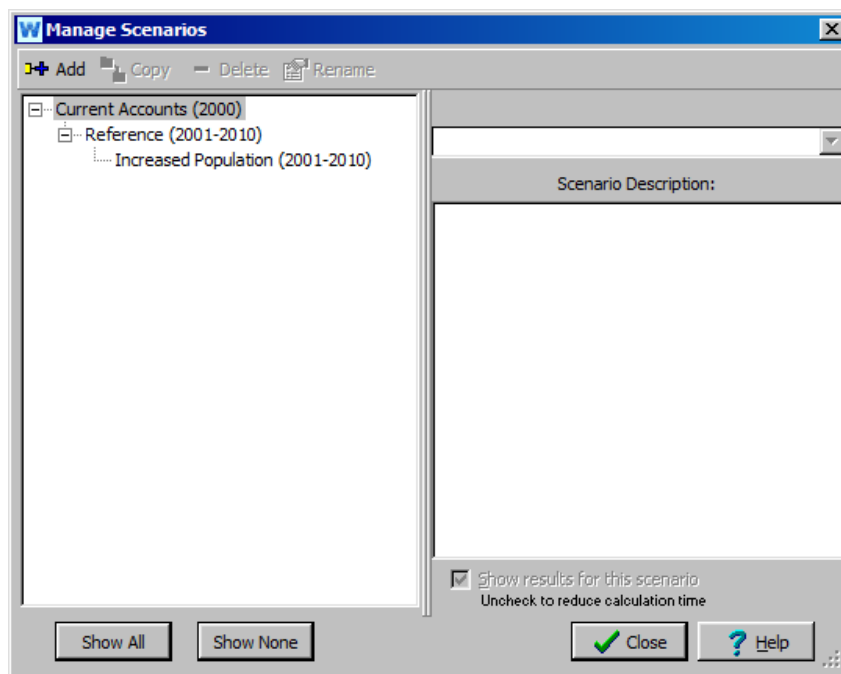 W Manage Scenarios
Add Copy Delete Rename
Current Accounts (2000)
Reference (2001-2010)
Increased Population (2001-2010)
Scenario Description:
Show results for this scenario
Uncheck to reduce calculation time
Show All Show None Close ? Help